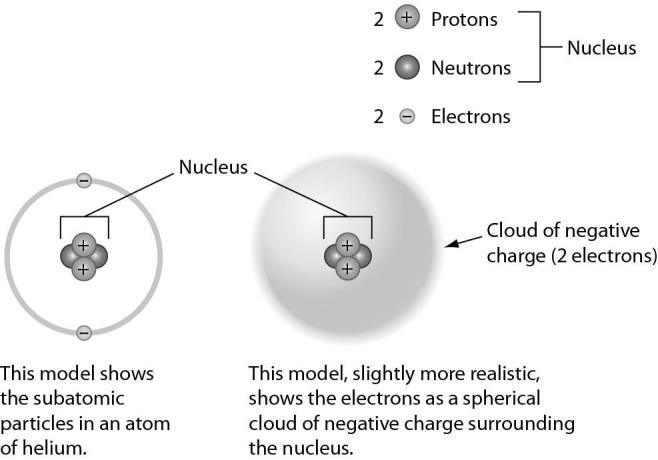 2 + Protons
2 Neutrons
Nucleus
2 − Electrons
Nucleus
−
+
+
−
+
+
Cloud of negative
charge (2 electrons)
This model shows
the subatomic
particles in an atom
of helium.
This model, slightly more realistic,
shows the electrons as a spherical
cloud of negative charge surrounding
the nucleus.